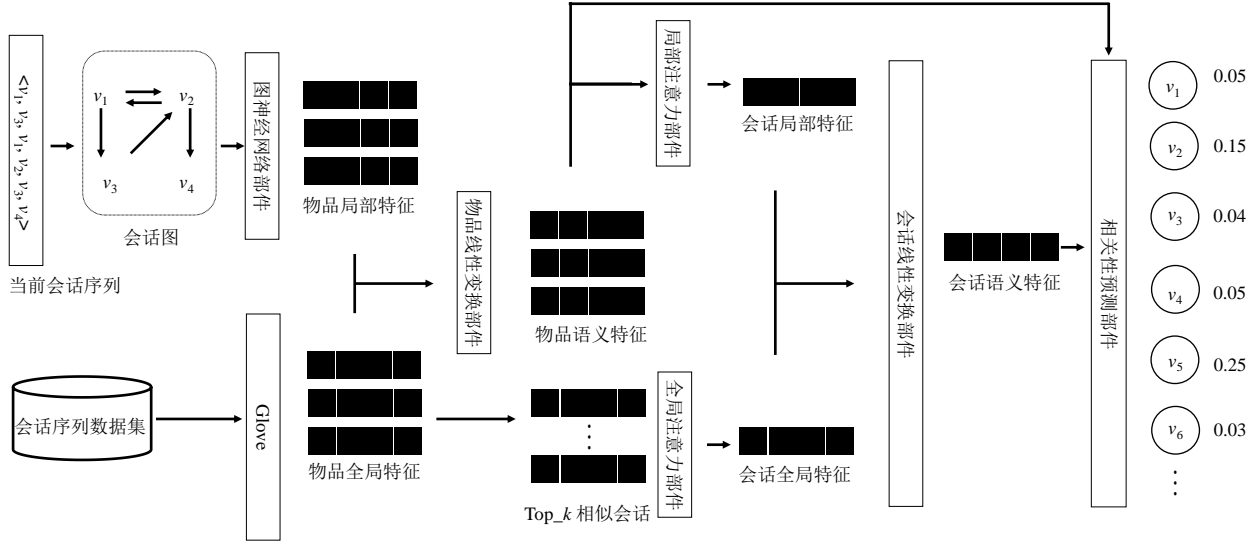 <v1, v3, v1, v2, v3, v4>
当前会话序列
v1
v2
v3
v4
会话图
图神经网络部件
物品局部特征
会话序列数据集
Glove
物品全局特征
物品线性变换部件
物品语义特征
Top_k 相似会话
局部注意力部件
会话局部特征
全局注意力部件
会话全局特征
会话线性变换部件
会话语义特征
相关性预测部件
v1 0.05
v2 0.15
v3 0.04
v4 0.05
v5 0.25
v6 0.03